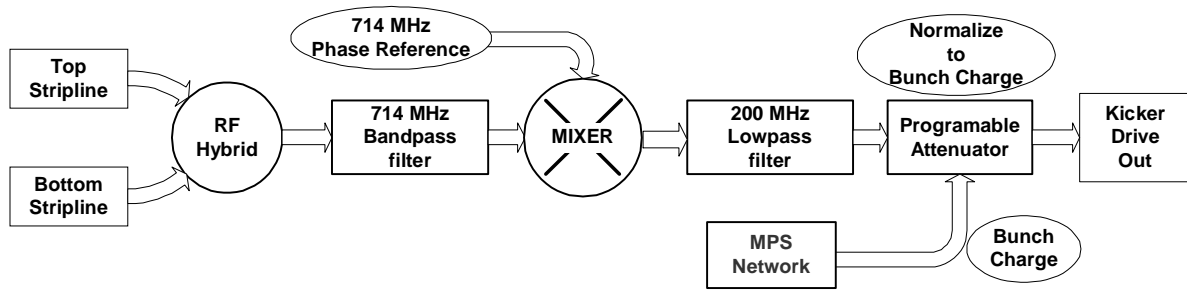 Top
Stripline
Bottom
Stripline
RF
Hybrid
714 MHz
Phase Reference
714 MHz
Bandpass
filter
MIXER
200 MHz
Lowpass
filter
Normalize
to
Bunch Charge
Programable
Attenuator
Kicker
Drive
Out
MPS
Network
Bunch
Charge